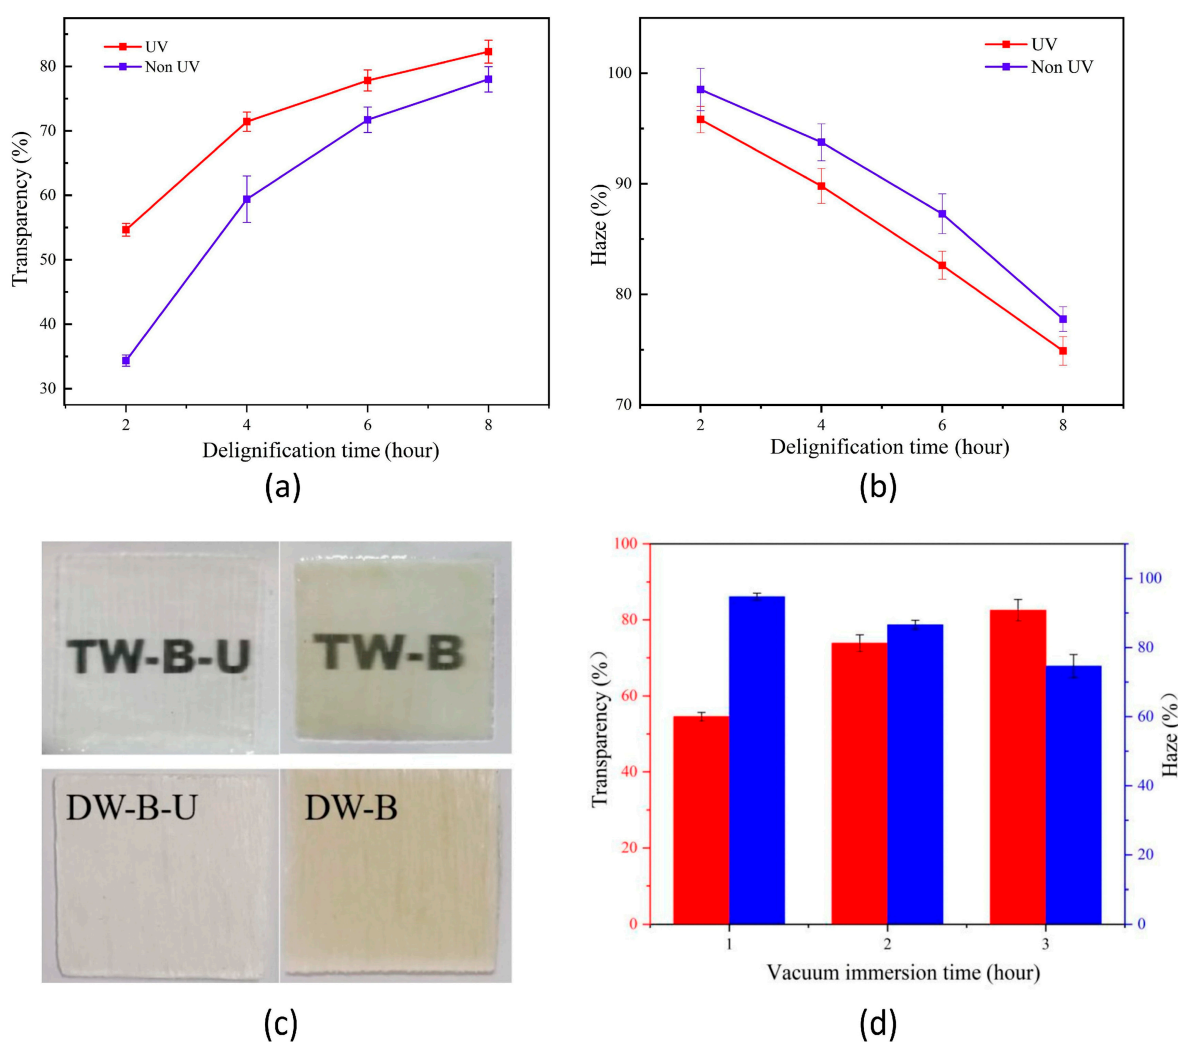 UV
Non UV
80
70
60
50
40
30
Transparency (%)
2
4
6
8
Delignification time (hour)
(a)
UV
Non UV
100
90
80
70
Haze (%)
2
4
6
8
Delignification time (hour)
(b)
TW-B-U
TW-B
DW-B-U
DW-B
(c)
100
80
60
40
20
0
Transparency (%)
100
80
60
40
20
0
Haze (%)
1
2
3
Vacuum immersion time (hour)
(d)